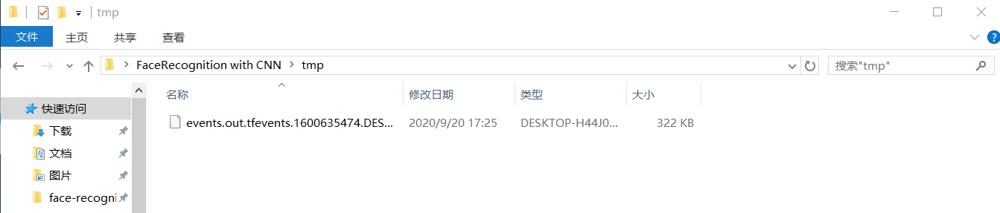 tmp
文件 主页 共享 查看 ?
FaceRecognition with CNN tmp 搜索"tmp"
名称 修改日期 类型 大小
快速访问
events.out.tfevents.1600635474.DES... 2020/9/20 17:25 DESKTOP-H44J0... 322 KB
下载
文档
图片
face-recogni